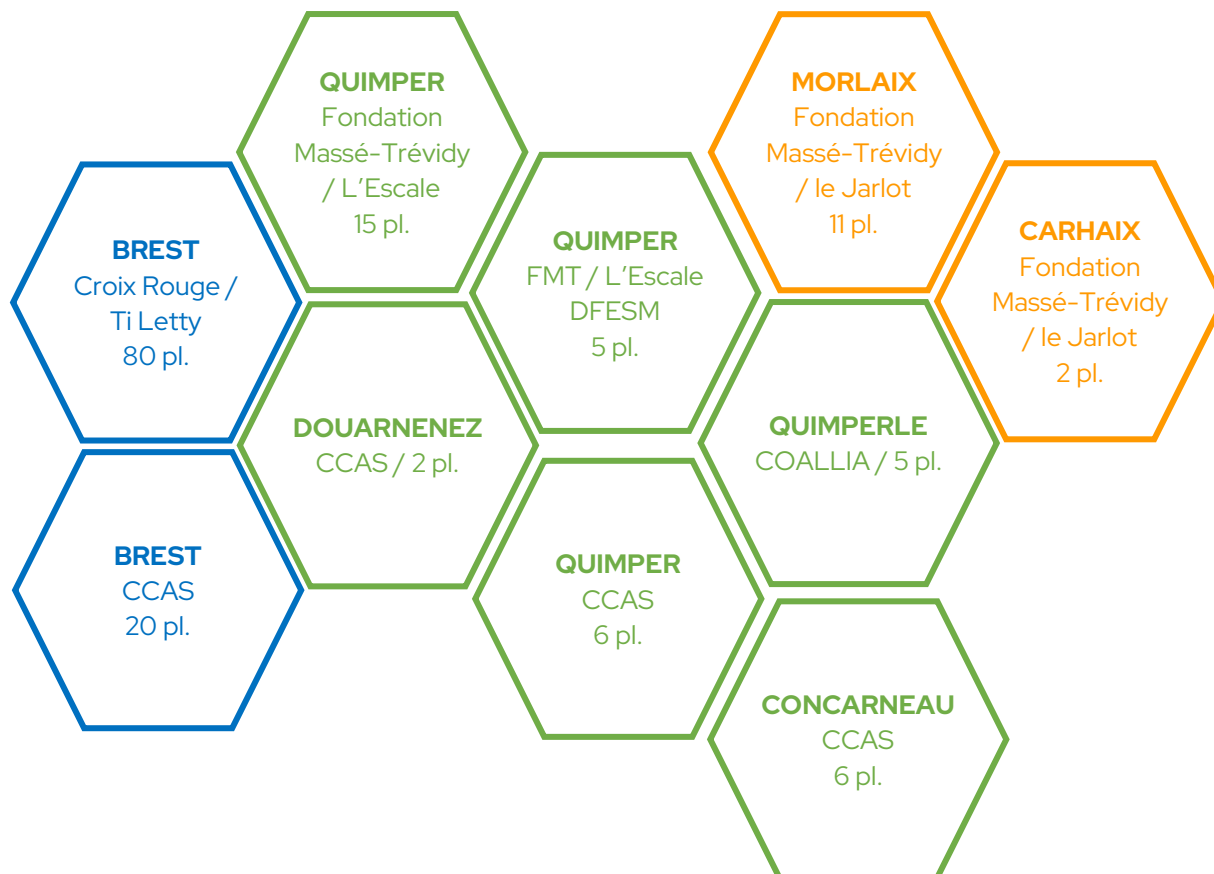 QUIMPER
Fondation
Massé-Trévidy
/ L'Escale
15 pl.
MORLAIX
Fondation
Massé-Trévidy
/ le Jarlot
11 pl.
BREST
Croix Rouge /
Ti Letty
80 pl.
QUIMPER
FMT / L'Escale
DFESM
5 pl.
CARHAIX
Fondation
Massé-Trévidy
/ le Jarlot
2 pl.
DOUARNENEZ
CCAS / 2 pl.
QUIMPERLE
COALLIA / 5 pl.
BREST
CCAS
20 pl.
QUIMPER
CCAS
6 pl.
CONCARNEAU
CCAS
6 pl.